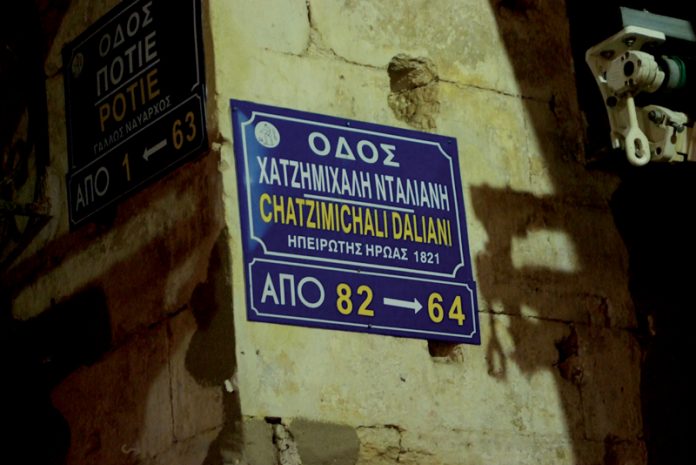 ΟΔΟΣ
ΠΟΤΙΕ
POTIE
ΓΑΛΛΟΣ ΝΑΥΑΡΧΟΣ
ΑΠΟ 1 ← 63
ΟΔΟΣ
ΧΑΤΖΗΜΙΧΑΛΗ ΝΤΑΛΙΑΝΗ
CHATZIMICHALI DALIANI
ΗΠΕΙΡΩΤΗΣ ΗΡΩΑΣ 1821
ΑΠΟ 82 → 64